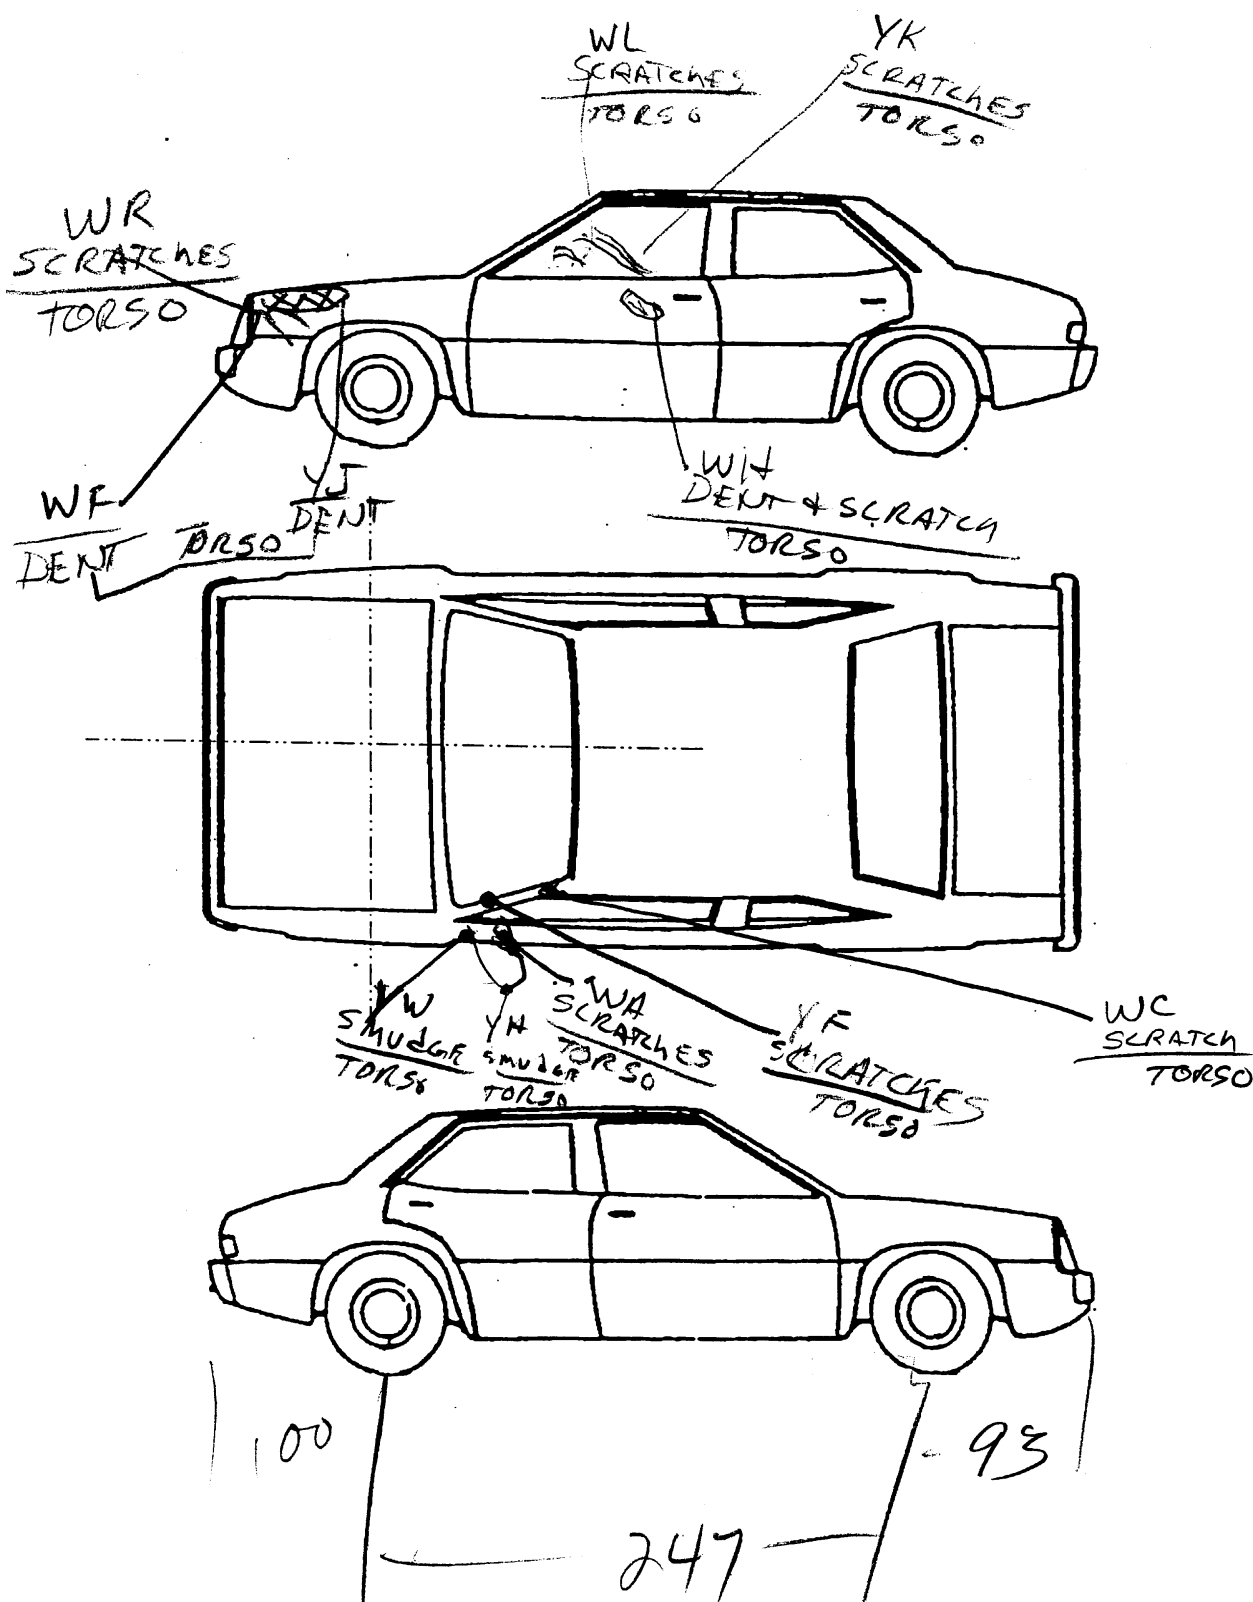 WL
SCRATCHES
TORSO
YK
SCRATCHES
TORSO
WR
SCRATCHES
TORSO
WF
DENT
TORSO
YJ
DENT
WH
DENT & SCRATCH
TORSO
YW
SMUDGE
TORSO
YH
SMUDGE
TORSO
WA
SCRATCHES
TORSO
YF
SCRATCHES
TORSO
WC
SCRATCH
TORSO
100
93
247